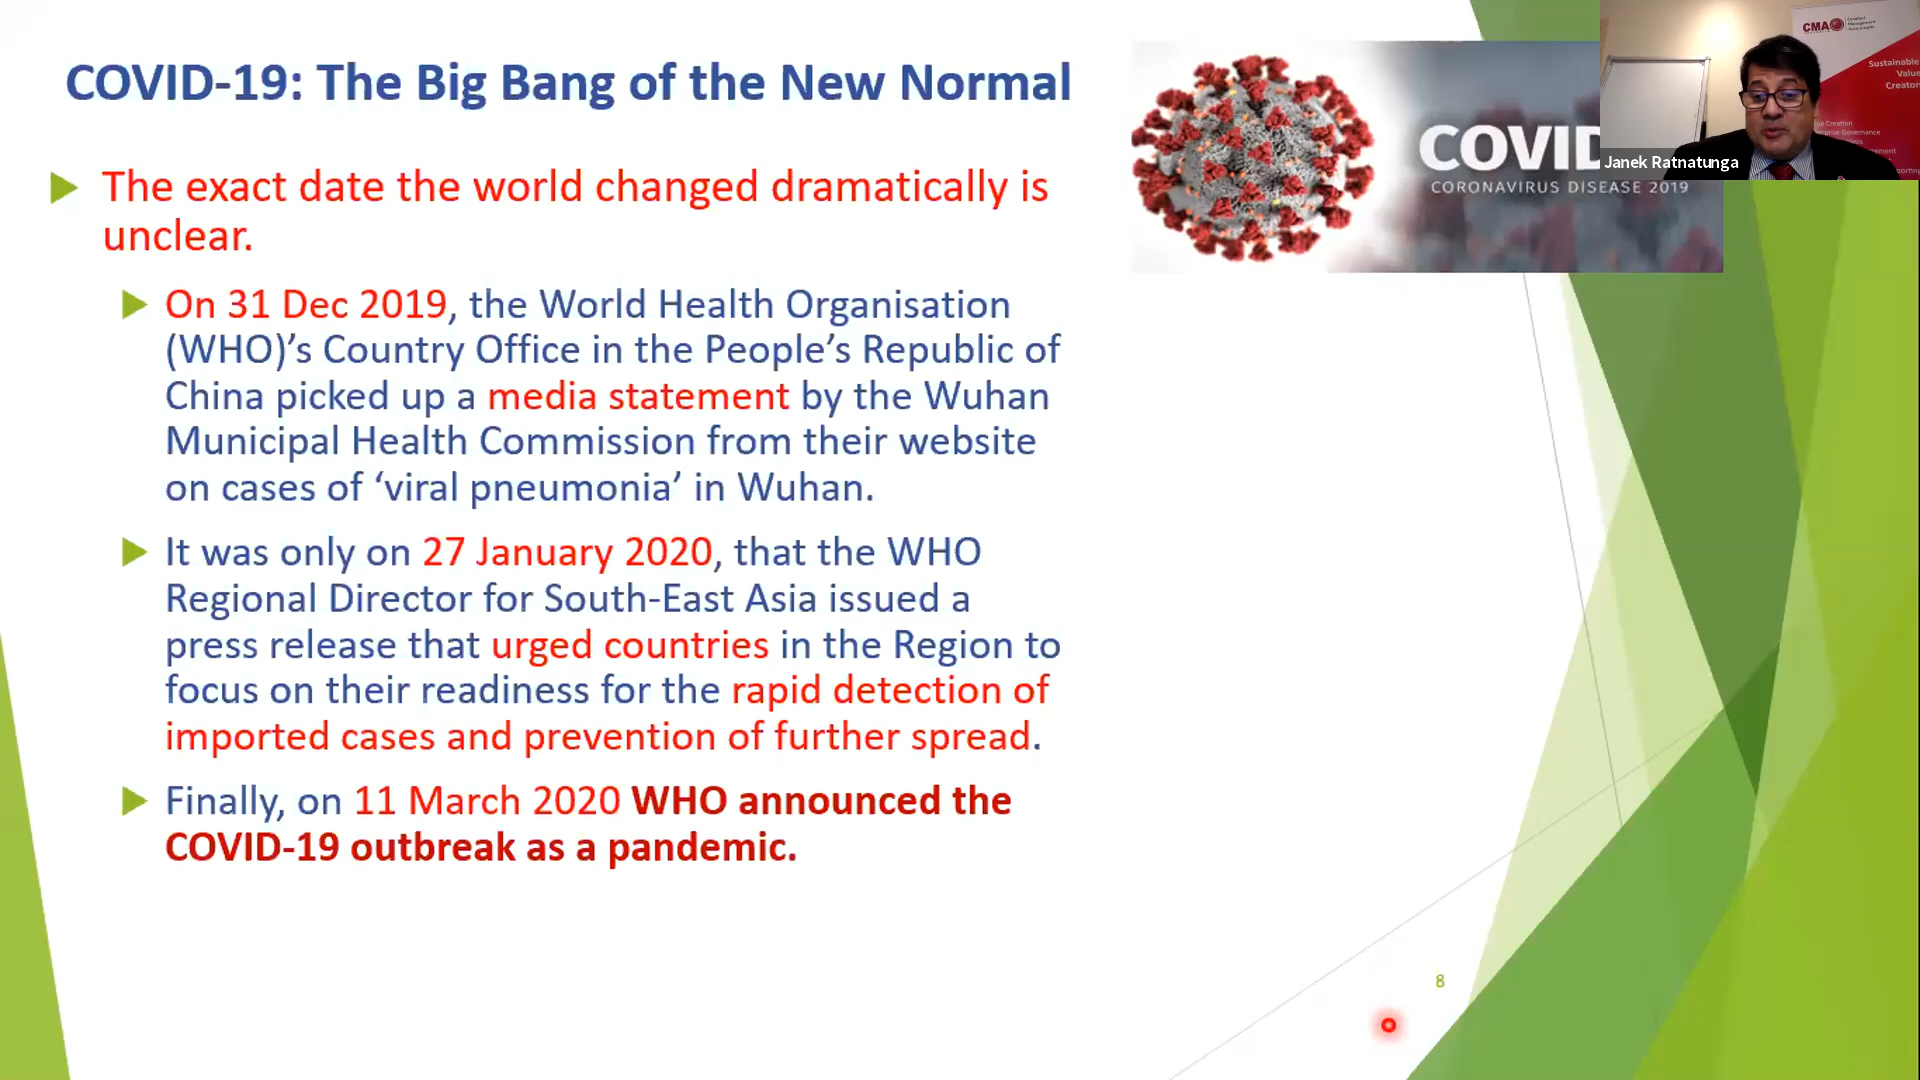 COVID-19: The Big Bang of the New Normal
The exact date the world changed dramatically is
unclear.
On 31 Dec 2019, the World Health Organisation
(WHO)’s Country Office in the People’s Republic of
China picked up a media statement by the Wuhan
Municipal Health Commission from their website
on cases of ‘viral pneumonia’ in Wuhan.
It was only on 27 January 2020, that the WHO
Regional Director for South-East Asia issued a
press release that urged countries in the Region to
focus on their readiness for the rapid detection of
imported cases and prevention of further spread.
Finally, on 11 March 2020 WHO announced the
COVID-19 outbreak as a pandemic.
COVID
CORONAVIRUS DISEASE 2019
CMA
Sustainable
Value
Creator
Janek Ratnatunga
8